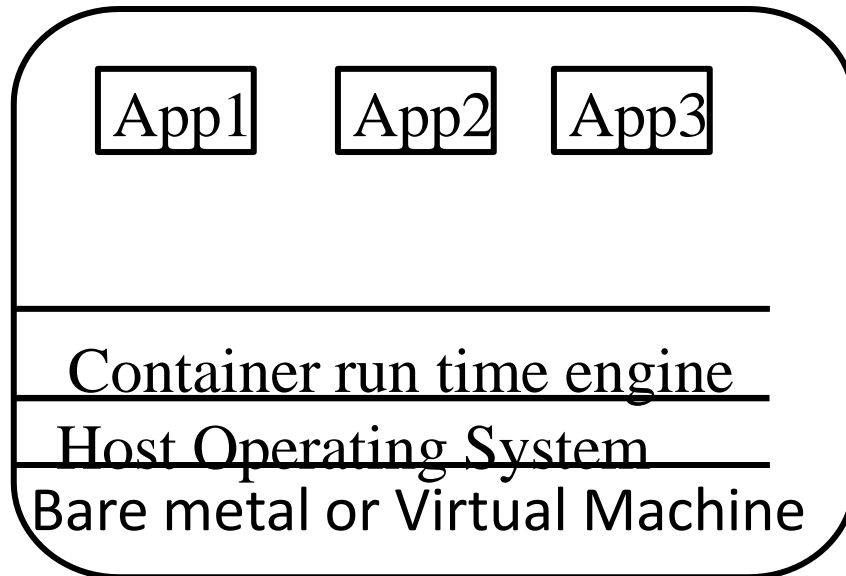 App1 App2 App3
Container run time engine
Host Operating System
Bare metal or Virtual Machine